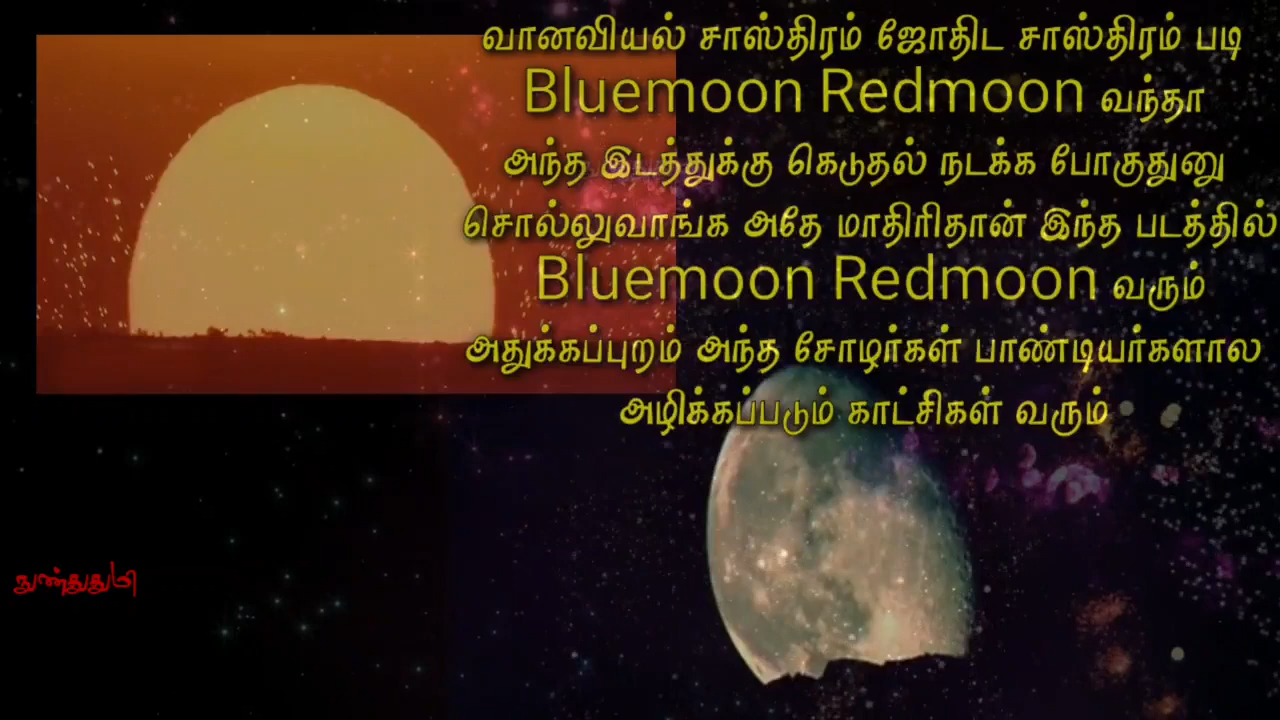 வானவியல் சாஸ்திரம் ஜோதிட சாஸ்திரம் படி
Bluemoon Redmoon வந்தா
அந்த இடத்துக்கு கெடுதல் நடக்க போகுதுனு
சொல்லுவாங்க அதே மாதிரிதான் இந்த படத்தில்
Bluemoon Redmoon வரும்
அதுக்கப்புறம் அந்த சோழர்கள் பாண்டியர்களால
அழிக்கப்படும் காட்சிகள் வரும்
நுண்துதுமி